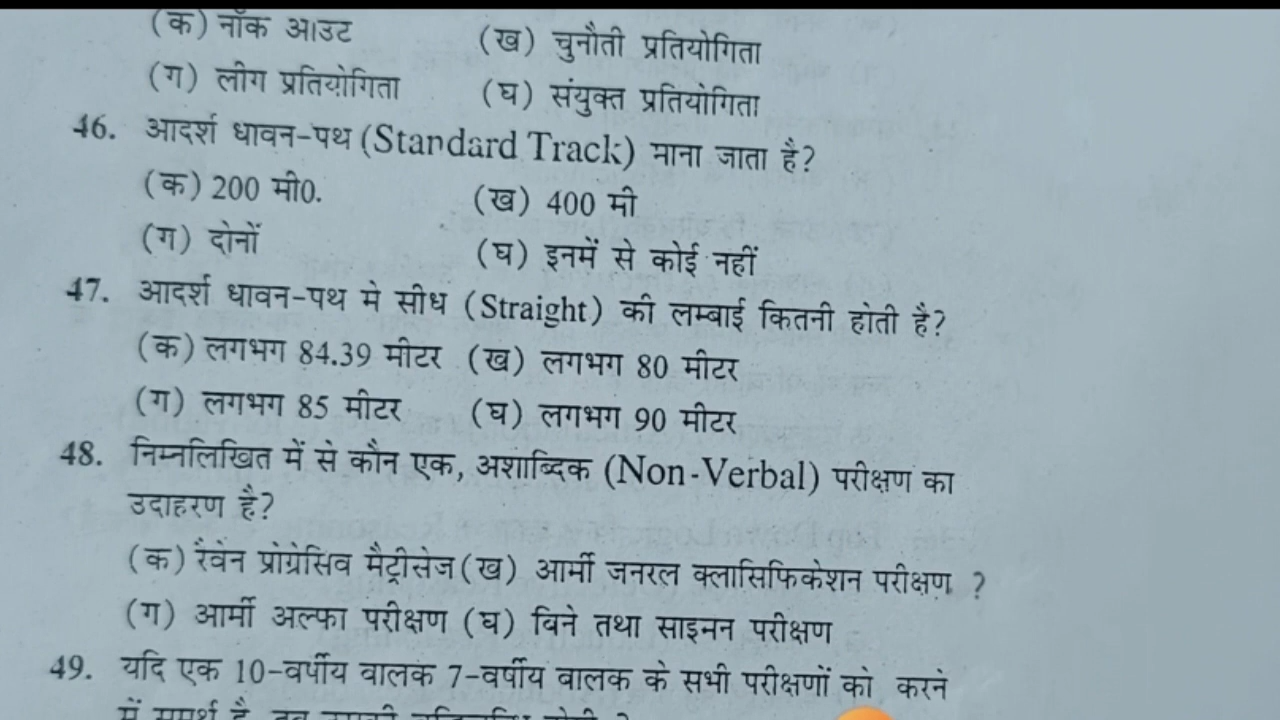 (क) नॉक आउट (ख) चुनौती प्रतियोगिता
(ग) लीग प्रतियोगिता (घ) संयुक्त प्रतियोगिता
46. आदर्श धावन-पथ (Standard Track) माना जाता है?
(क) 200 मी0. (ख) 400 मी
(ग) दोनों (घ) इनमें से कोई नहीं
47. आदर्श धावन-पथ मे सीध (Straight) की लम्बाई कितनी होती है?
(क) लगभग 84.39 मीटर (ख) लगभग 80 मीटर
(ग) लगभग 85 मीटर (घ) लगभग 90 मीटर
48. निम्नलिखित में से कौन एक, अशाब्दिक (Non-Verbal) परीक्षण का
उदाहरण है?
(क) रैवेन प्रोग्रेसिव मैट्रीसेज (ख) आर्मी जनरल क्लासिफिकेशन परीक्षण ?
(ग) आर्मी अल्फा परीक्षण (घ) विने तथा साइनन परीक्षण
49. यदि एक 10-वर्षीय वालक 7-वर्षीय वालक के सभी परीक्षणों को करनं
में समर्थ है,